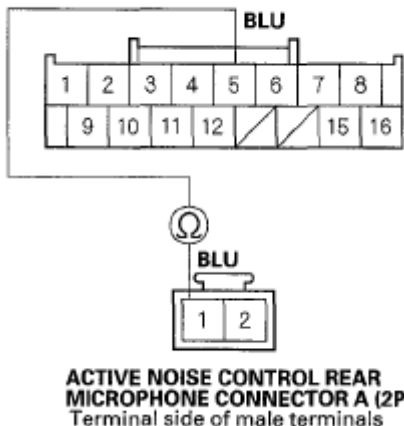 BLU
1 2 3 4 5 6 7 8
9 10 11 12 15 16
Ω
BLU
1 2
ACTIVE NOISE CONTROL REAR
MICROPHONE CONNECTOR A (2P
Terminal side of male terminals